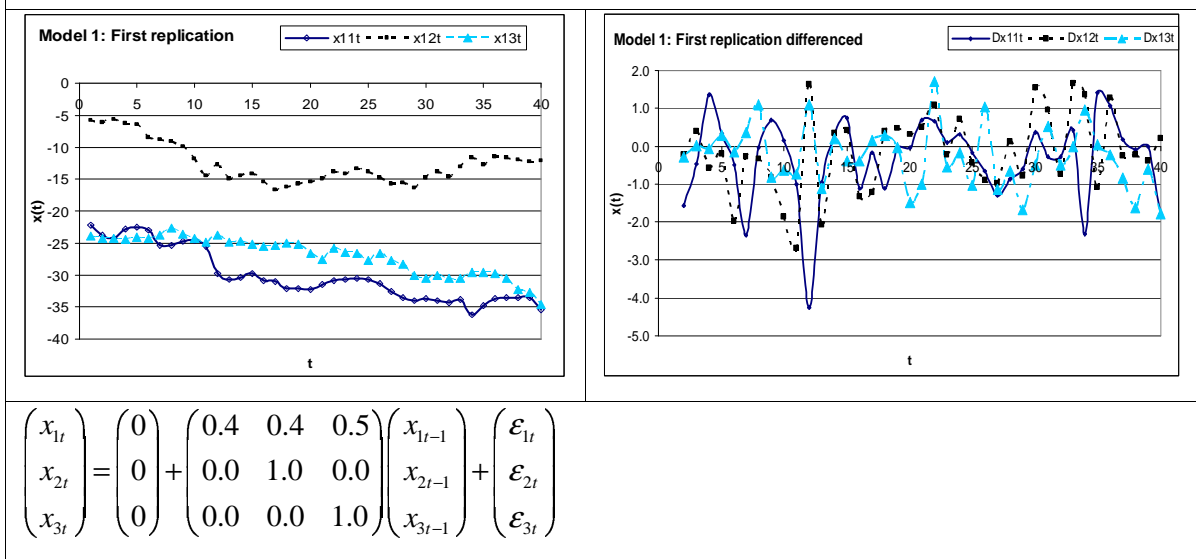 Model 1: First replication
x11t x12t x13t
0
-5
-10
-15
-20
-25
-30
-35
-40
0 5 10 15 20 25 30 35 40
x(t)
t
Model 1: First replication differenced
Dx11t Dx12t Dx13t
2.0
1.0
0.0
-1.0
-2.0
-3.0
-4.0
-5.0
0 5 10 15 20 25 30 35 40
x(t)
t
(x₁ₜ) = (0) + (0.4 0.4 0.5) (x₁ₜ₋₁) + (ε₁ₜ)
(x₂ₜ) = (0) + (0.0 1.0 0.0) (x₂ₜ₋₁) + (ε₂ₜ)
(x₃ₜ) = (0) + (0.0 0.0 1.0) (x₃ₜ₋₁) + (ε₃ₜ)